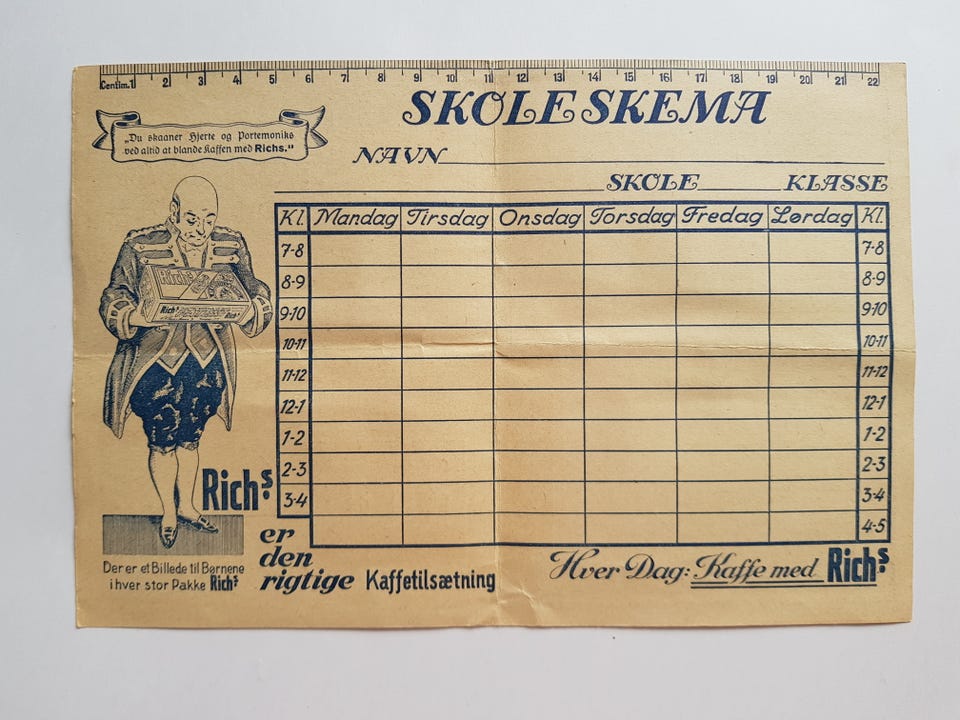 Centim. 1 2 3 4 5 6 7 8 9 10 11 12 13 14 15 16 17 18 19 20 21 22
SKOLESKEMA
„Du skaaner Hjerte og Portemoniks
ved altid at blande Kaffen med Richs."
NAVN
SKOLE KLASSE
Kl. Mandag Tirsdag Onsdag Torsdag Fredag Lørdag Kl.
7-8 7-8
8-9 8-9
9-10 9-10
10-11 10-11
11-12 11-12
12-1 12-1
1-2 1-2
2-3 2-3
3-4 3-4
4-5
Rich's
Rich's Rich's
Richs
er
den
rigtige Kaffetilsætning
Der er et Billede til Børnene
i hver stor Pakke Richs
Hver Dag: Kaffe med Richs